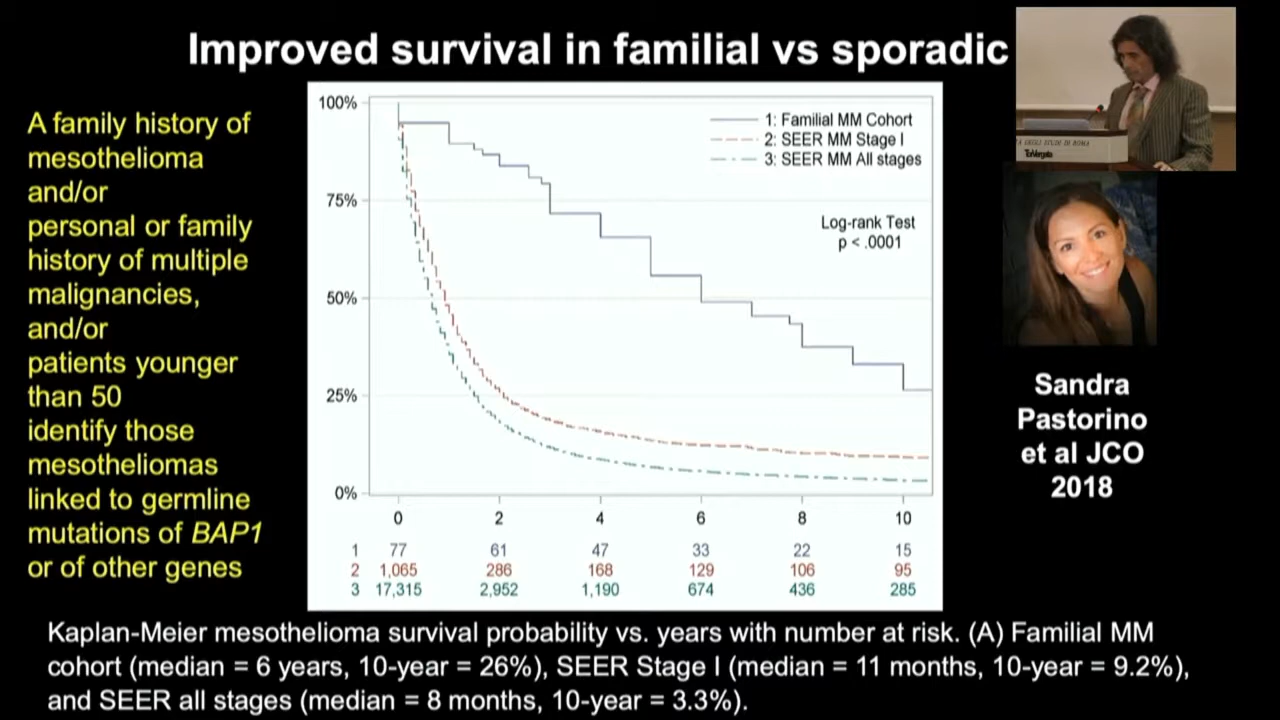 Improved survival in familial vs sporadic
A family history of
mesothelioma
and/or
personal or family
history of multiple
malignancies,
and/or
patients younger
than 50
identify those
mesotheliomas
linked to germline
mutations of BAP1
or of other genes
100%
75%
50%
25%
0%
1: Familial MM Cohort
2: SEER MM Stage I
3: SEER MM All stages
Log-rank Test
p < .0001
0 2 4 6 8 10
1 77 61 47 33 22 15
2 1,065 286 168 129 106 95
3 17,315 2,952 1,190 674 436 285
TorVergata
Sandra
Pastorino
et al JCO
2018
Kaplan-Meier mesothelioma survival probability vs. years with number at risk. (A) Familial MM
cohort (median = 6 years, 10-year = 26%), SEER Stage I (median = 11 months, 10-year = 9.2%),
and SEER all stages (median = 8 months, 10-year = 3.3%).